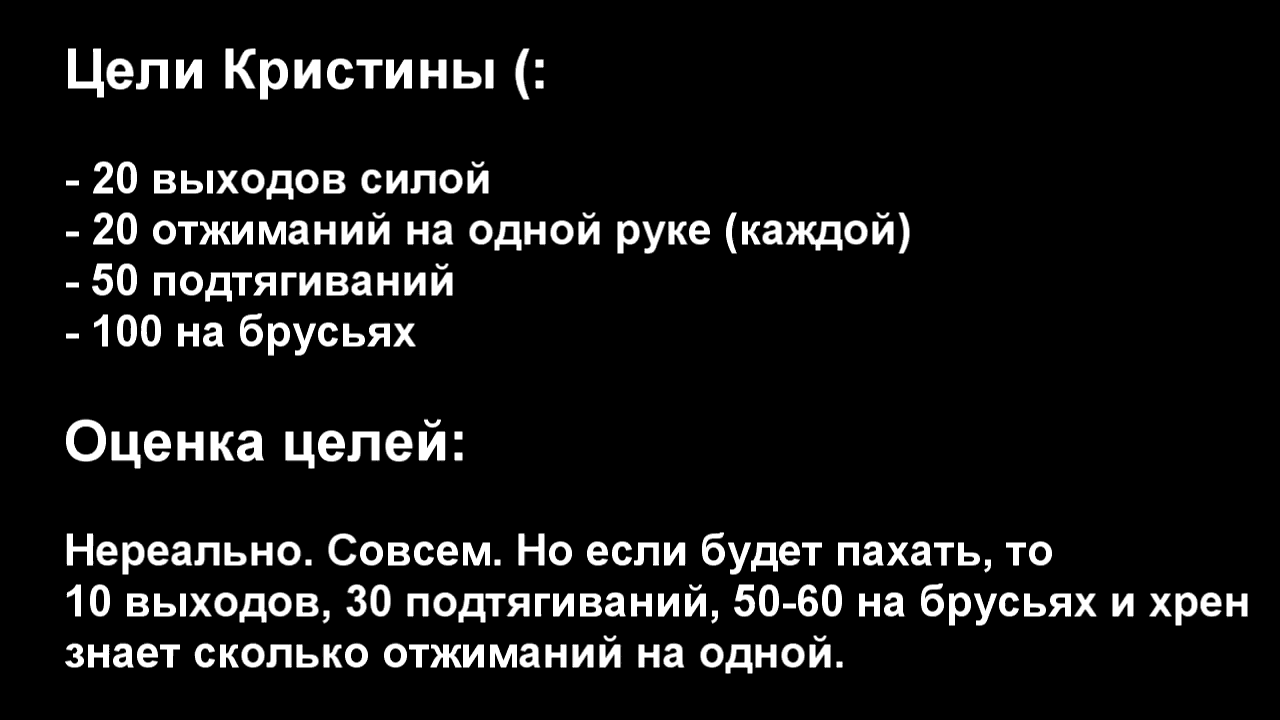 Цели Кристины (:
- 20 выходов силой
- 20 отжиманий на одной руке (каждой)
- 50 подтягиваний
- 100 на брусьях
Оценка целей:
Нереально. Совсем. Но если будет пахать, то
10 выходов, 30 подтягиваний, 50-60 на брусьях и хрен
знает сколько отжиманий на одной.